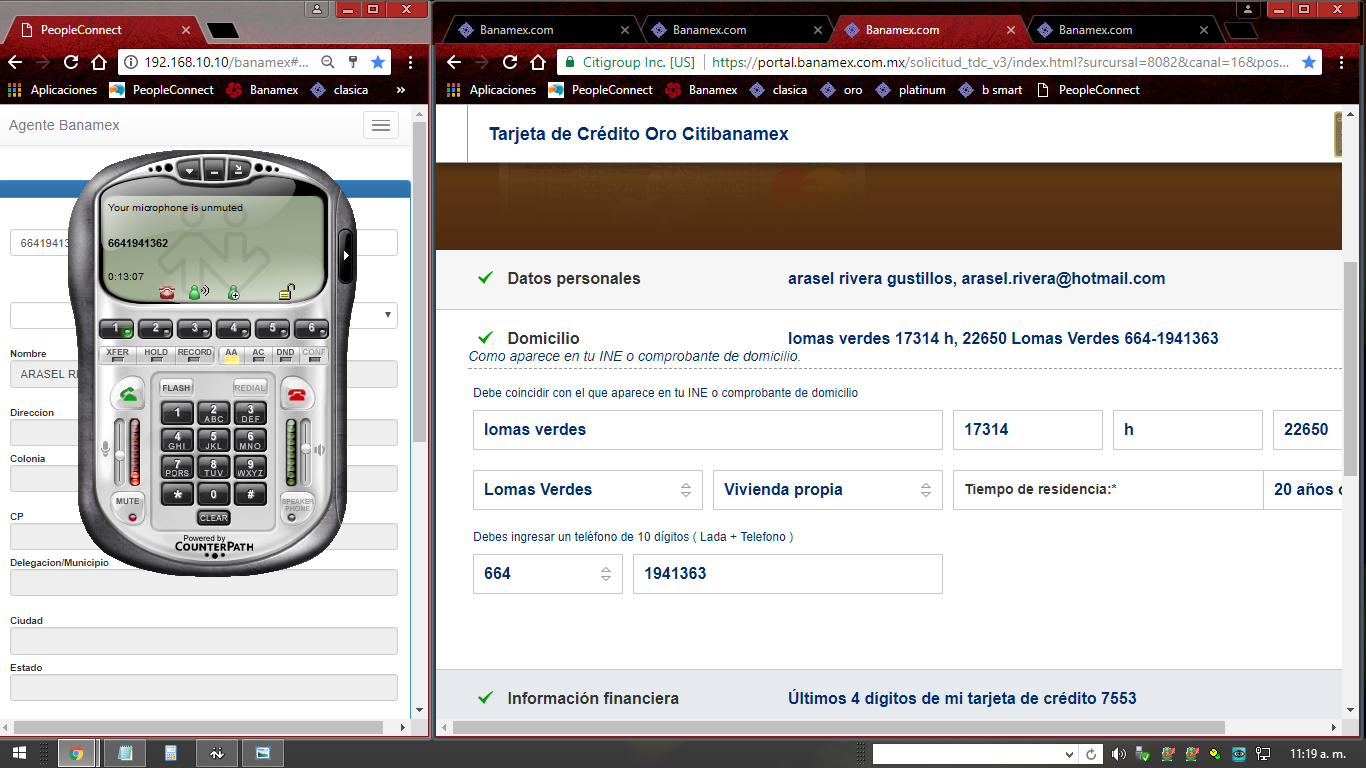 PeopleConnect
192.168.10.10/banamex#...
Aplicaciones PeopleConnect Banamex clasica »
Agente Banamex
Your microphone is unmuted
6641941362
0:13:07
1 2 3 4 5 6
XFER HOLD RECORD AA AC DND CONF
FLASH REDIAL
1 2 ABC 3 DEF
4 GHI 5 JKL 6 MNO
7 PQRS 8 TUV 9 WXYZ
* 0 #
MUTE CLEAR SPEAKER PHONE
Powered by
COUNTERPATH
Nombre
ARASEL
Direccion
Colonia
CP
Delegacion/Municipio
Ciudad
Estado
Banamex.com Banamex.com Banamex.com Banamex.com
Citigroup Inc. [US] https://portal.banamex.com.mx/solicitud_tdc_v3/index.html?surcursal=8082&canal=16&pos...
Aplicaciones PeopleConnect Banamex clasica oro platinum b smart PeopleConnect
Tarjeta de Crédito Oro Citibanamex
Datos personales arasel rivera gustillos, arasel.rivera@hotmail.com
Domicilio lomas verdes 17314 h, 22650 Lomas Verdes 664-1941363
Como aparece en tu INE o comprobante de domicilio.
Debe coincidir con el que aparece en tu INE o comprobante de domicilio
lomas verdes 17314 h 22650
Lomas Verdes Vivienda propia Tiempo de residencia:* 20 años
Debes ingresar un teléfono de 10 dígitos ( Lada + Telefono )
664 1941363
Información financiera Últimos 4 dígitos de mi tarjeta de crédito 7553
11:19 a. m.